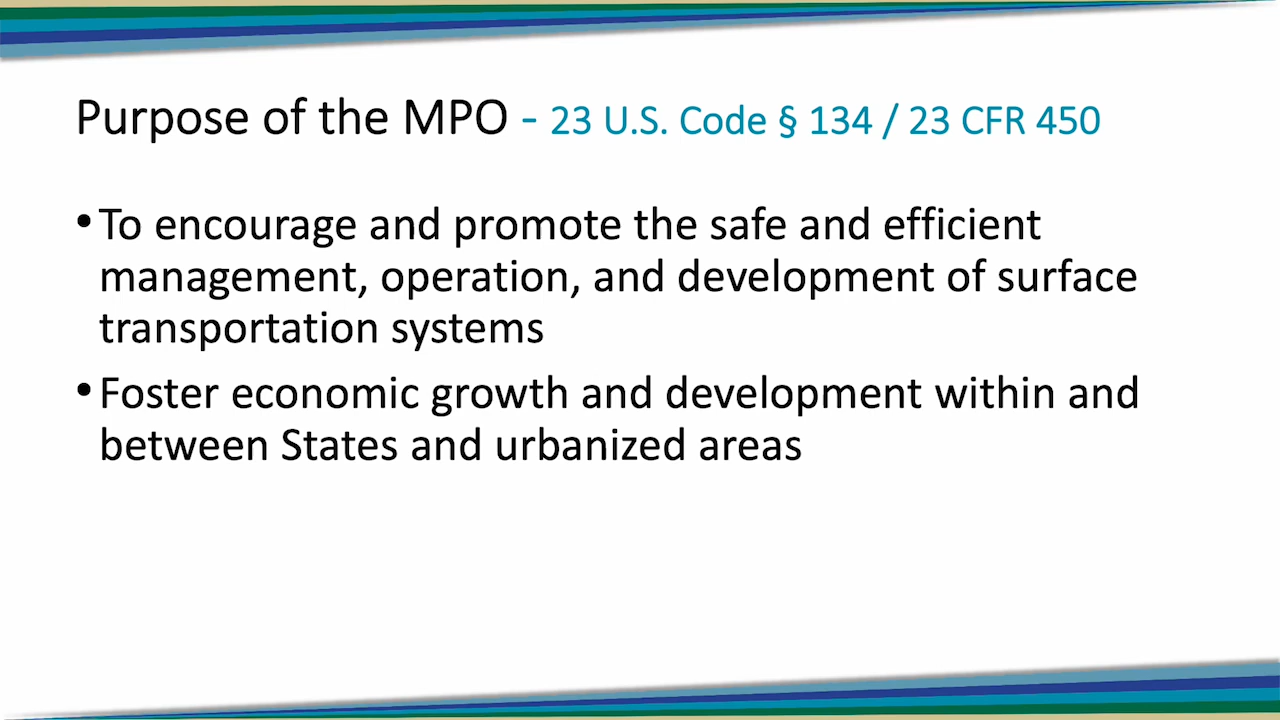 Purpose of the MPO - 23 U.S. Code § 134 / 23 CFR 450
•To encourage and promote the safe and efficient
management, operation, and development of surface
transportation systems
•Foster economic growth and development within and
between States and urbanized areas